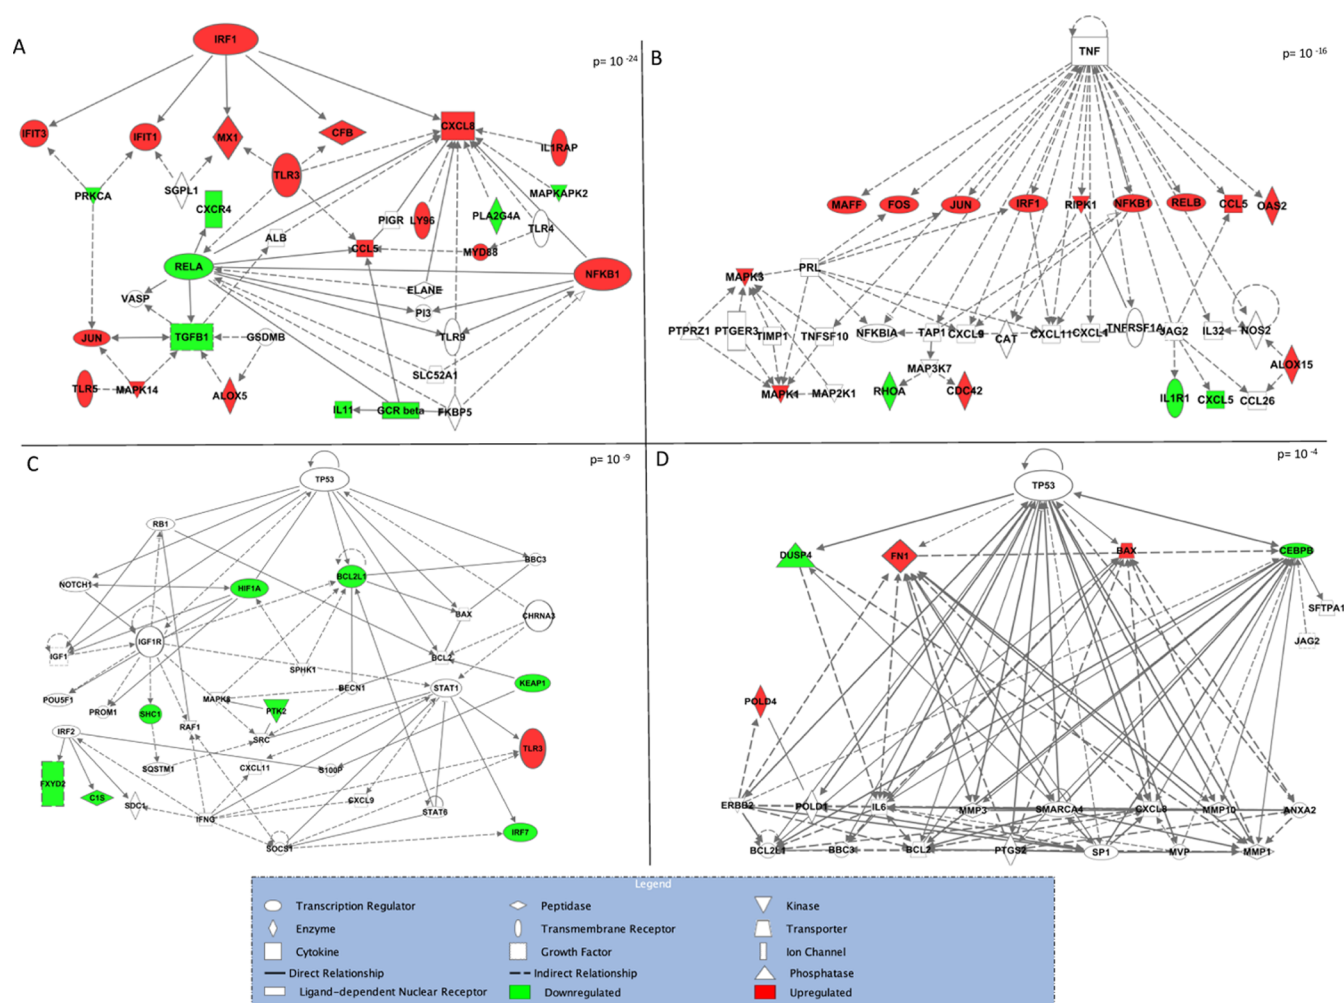 A
p= 10 -24
IRF1
IFIT3
IFIT1
MX1
CFB
CXCL8
IL1RAP
TLR3
PRKCA
SGPL1
CXCR4
MAPKAPK2
PIGR
LY96
PLA2G4A
TLR4
ALB
CCL5
MYD88
RELA
NFKB1
ELANE
VASP
PI3
JUN
TGFB1
GSDMB
TLR9
SLC52A1
TLR5
MAPK14
ALOX5
IL11
GCR beta
FKBP5
B
p= 10 -16
TNF
MAFF
FOS
JUN
IRF1
RIPK1
NFKB1
RELB
CCL5
OAS2
MAPK3
PRL
PTPRZ1
PTGER3
TIMP1
TNFSF10
NFKBIA
TAP1
CXCL9
CAT
CXCL11
CXCL1
TNFRSF1A
JAG2
IL32
NOS2
MAP3K7
ALOX15
MAPK1
MAP2K1
RHOA
CDC42
IL1R1
CXCL5
CCL26
C
p= 10 -9
TP53
RB1
BBC3
NOTCH1
HIF1A
BCL2L1
BAX
CHRNA3
IGF1R
IGF1
SPHK1
BCL2
KEAP1
POU5F1
PROM1
SHC1
MAPK8
BECN1
STAT1
PTK2
RAF1
IRF2
SRC
TLR3
SQSTM1
CXCL11
S100P
FXYD2
C1S
SDC1
CXCL9
STAT6
IFNG
IRF7
SOCS1
D
p= 10 -4
TP53
DUSP4
FN1
BAX
CEBPB
SFTPA1
JAG2
POLD4
ERBB2
POLD1
IL6
MMP3
SMARCA4
CXCL8
MMP10
ANXA2
BCL2L1
BBC3
BCL2
PTGS2
SP1
MVP
MMP1
Legend
Transcription Regulator
Peptidase
Kinase
Enzyme
Transmembrane Receptor
Transporter
Cytokine
Growth Factor
Ion Channel
Direct Relationship
Indirect Relationship
Phosphatase
Ligand-dependent Nuclear Receptor
Downregulated
Upregulated